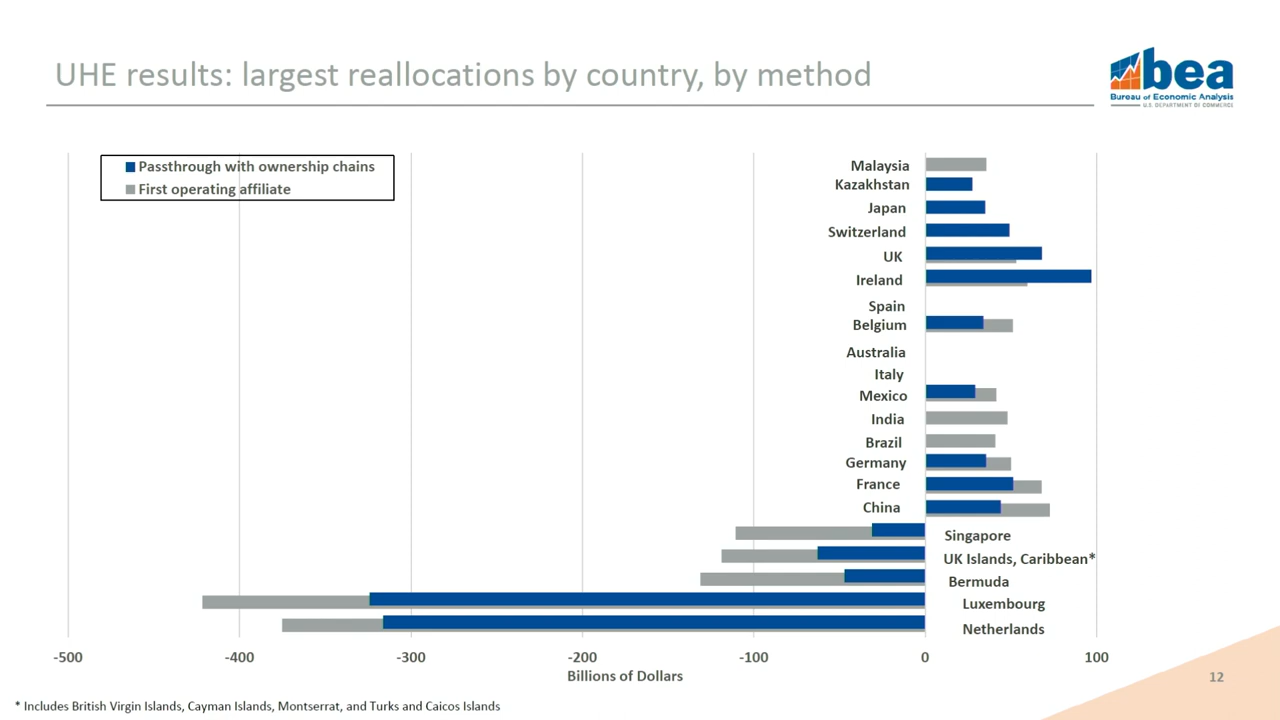 UHE results: largest reallocations by country, by method
bea
Bureau of Economic Analysis
U.S. DEPARTMENT OF COMMERCE
Passthrough with ownership chains
First operating affiliate
Malaysia
Kazakhstan
Japan
Switzerland
UK
Ireland
Spain
Belgium
Australia
Italy
Mexico
India
Brazil
Germany
France
China
Singapore
UK Islands, Caribbean*
Bermuda
Luxembourg
Netherlands
-500 -400 -300 -200 -100 0 100
Billions of Dollars
12
* Includes British Virgin Islands, Cayman Islands, Montserrat, and Turks and Caicos Islands